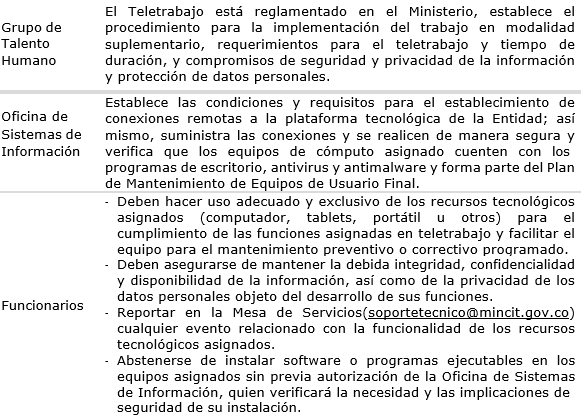 Grupo de
Talento
Humano
El Teletrabajo está reglamentado en el Ministerio, establece el
procedimiento para la implementación del trabajo en modalidad
suplementario, requerimientos para el teletrabajo y tiempo de
duración, y compromisos de seguridad y privacidad de la información
y protección de datos personales.
Oficina de
Sistemas de
Información
Establece las condiciones y requisitos para el establecimiento de
conexiones remotas a la plataforma tecnológica de la Entidad; así
mismo, suministra las conexiones y se realicen de manera segura y
verifica que los equipos de cómputo asignado cuenten con los
programas de escritorio, antivirus y antimalware y forma parte del Plan
de Mantenimiento de Equipos de Usuario Final.
Funcionarios
- Deben hacer uso adecuado y exclusivo de los recursos tecnológicos
asignados (computador, tablets, portátil u otros) para el
cumplimiento de las funciones asignadas en teletrabajo y facilitar el
equipo para el mantenimiento preventivo o correctivo programado.
- Deben asegurarse de mantener la debida integridad, confidencialidad
y disponibilidad de la información, así como de la privacidad de los
datos personales objeto del desarrollo de sus funciones.
- Reportar en la Mesa de Servicios(soportetecnico@mincit.gov.co)
cualquier evento relacionado con la funcionalidad de los recursos
tecnológicos asignados.
- Abstenerse de instalar software o programas ejecutables en los
equipos asignados sin previa autorización de la Oficina de Sistemas
de Información, quien verificará la necesidad y las implicaciones de
seguridad de su instalación.